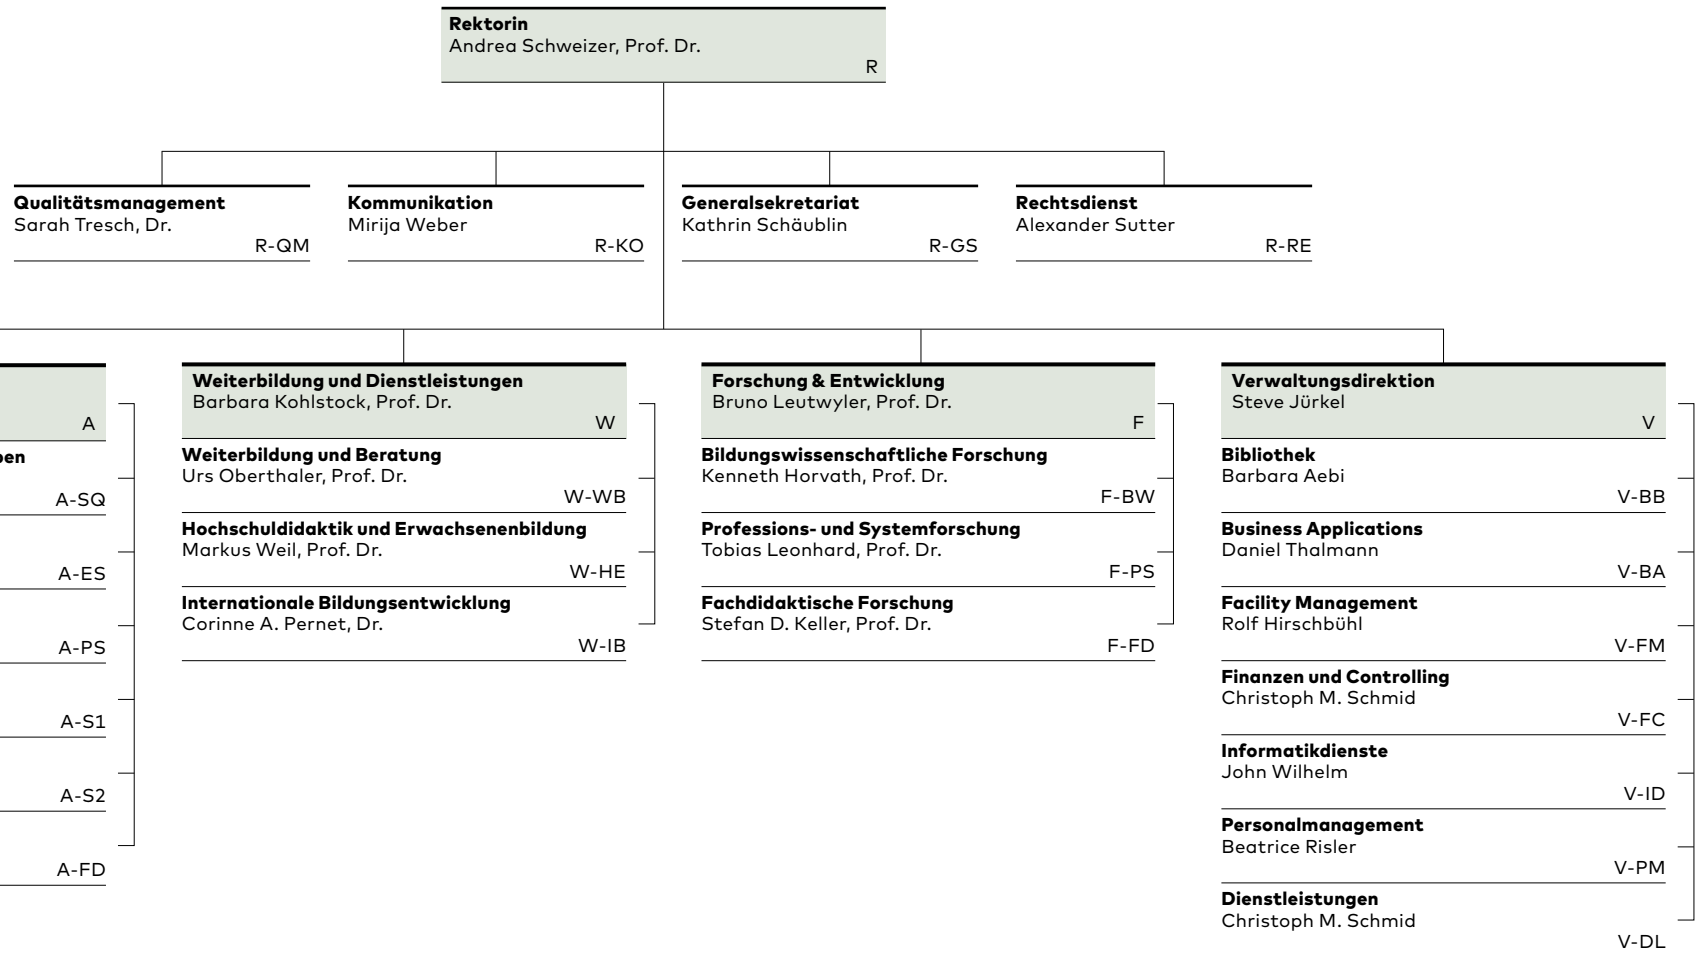 Rektorin
Andrea Schweizer, Prof. Dr.
R
Qualitätsmanagement
Sarah Tresch, Dr.
R-QM
Kommunikation
Mirija Weber
R-KO
Generalsekretariat
Kathrin Schäublin
R-GS
Rechtsdienst
Alexander Sutter
R-RE
A
A-SQ
A-ES
A-PS
A-S1
A-S2
A-FD
Weiterbildung und Dienstleistungen
Barbara Kohlstock, Prof. Dr.
W
Weiterbildung und Beratung
Urs Oberthaler, Prof. Dr.
W-WB
Hochschuldidaktik und Erwachsenenbildung
Markus Weil, Prof. Dr.
W-HE
Internationale Bildungsentwicklung
Corinne A. Pernet, Dr.
W-IB
Forschung & Entwicklung
Bruno Leutwyler, Prof. Dr.
F
Bildungswissenschaftliche Forschung
Kenneth Horvath, Prof. Dr.
F-BW
Professions- und Systemforschung
Tobias Leonhard, Prof. Dr.
F-PS
Fachdidaktische Forschung
Stefan D. Keller, Prof. Dr.
F-FD
Verwaltungsdirektion
Steve Jürkel
V
Bibliothek
Barbara Aebi
V-BB
Business Applications
Daniel Thalmann
V-BA
Facility Management
Rolf Hirschbühl
V-FM
Finanzen und Controlling
Christoph M. Schmid
V-FC
Informatikdienste
John Wilhelm
V-ID
Personalmanagement
Beatrice Risler
V-PM
Dienstleistungen
Christoph M. Schmid
V-DL